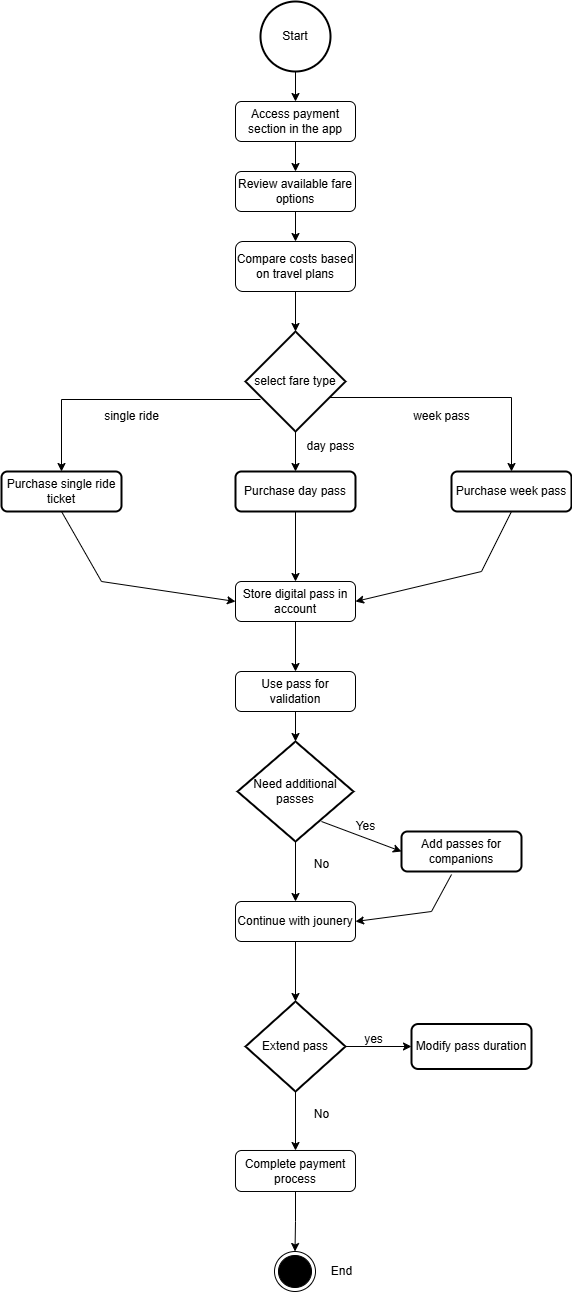 Start
Access payment
section in the app
Review available fare
options
Compare costs based
on travel plans
select fare type
single ride
week pass
day pass
Purchase single ride
ticket
Purchase day pass
Purchase week pass
Store digital pass in
account
Use pass for
validation
Need additional
passes
Yes
Add passes for
companions
No
Continue with jounery
Extend pass
yes
Modify pass duration
No
Complete payment
process
End